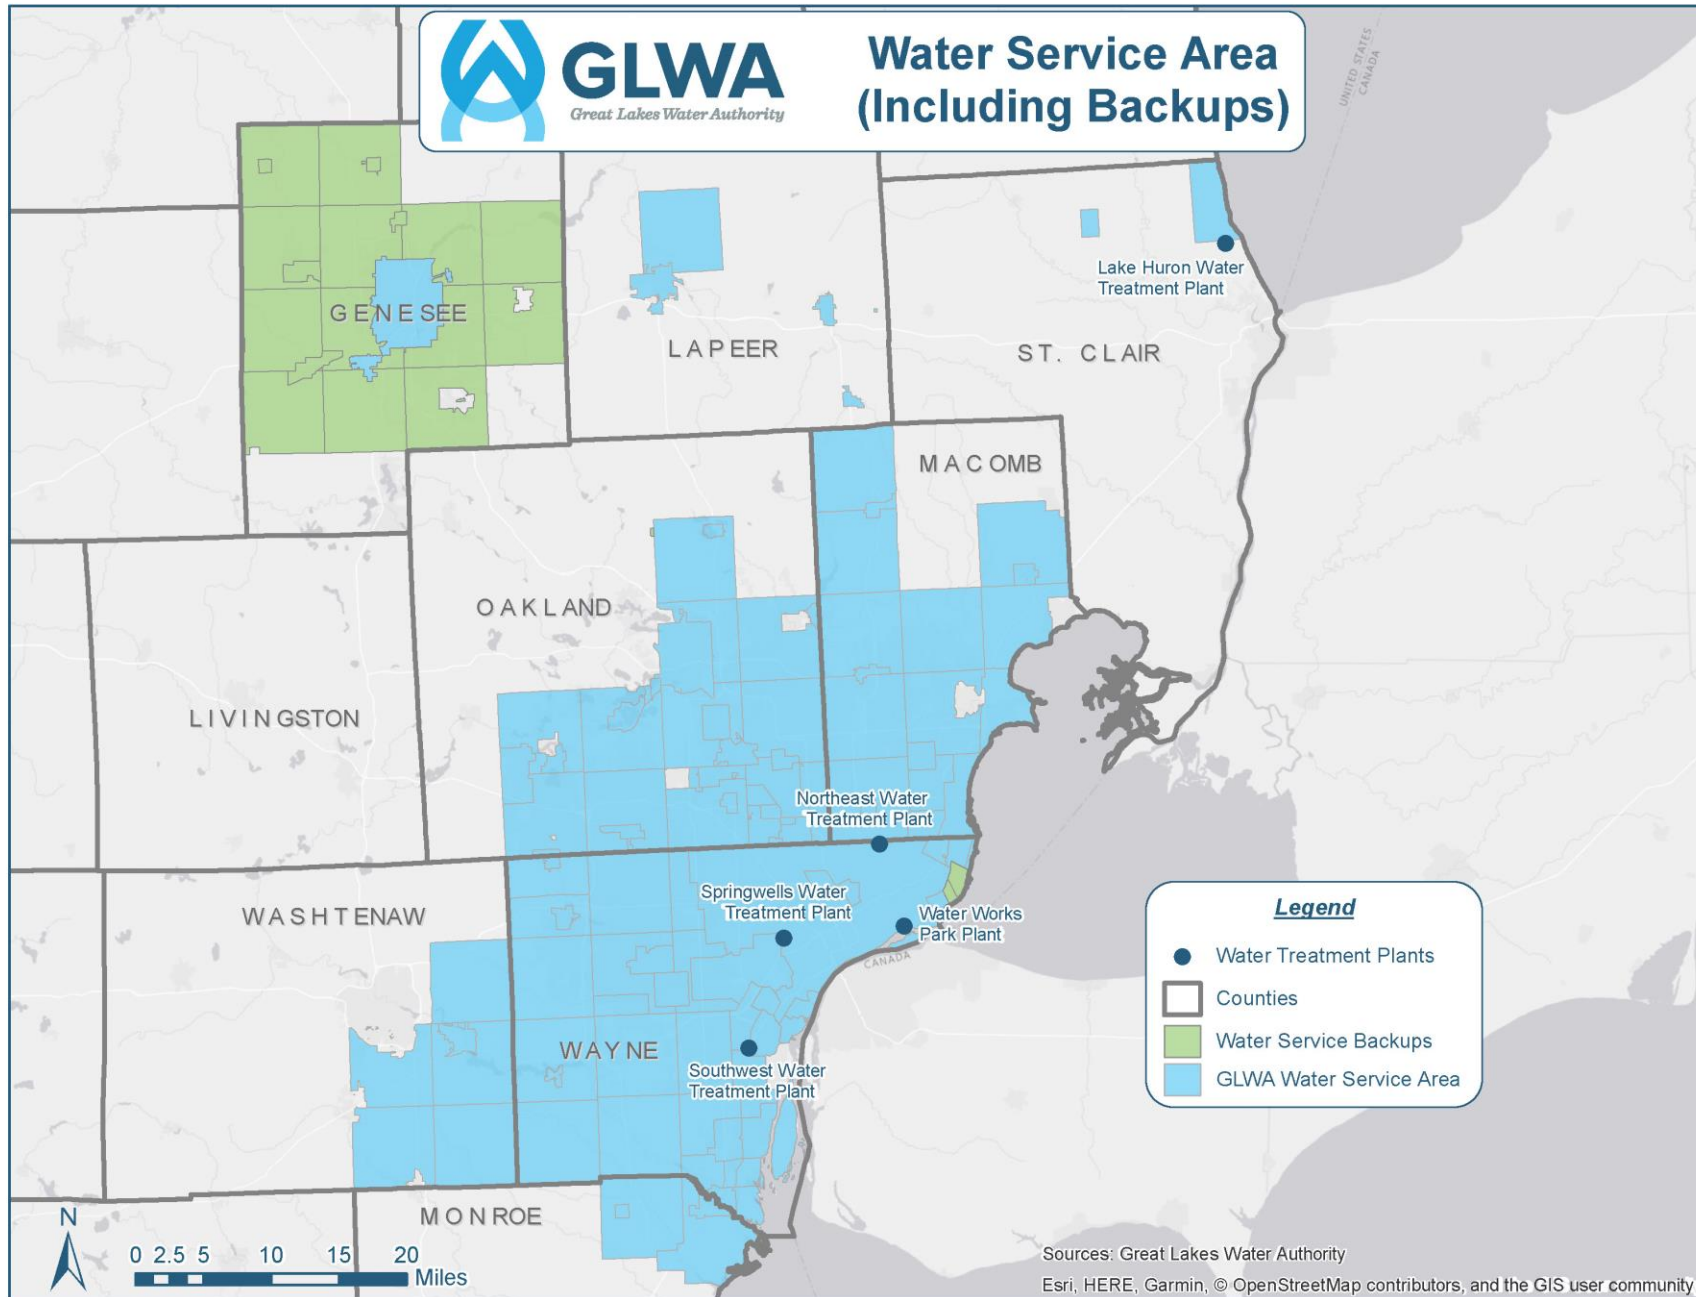 GLWA
Great Lakes Water Authority
Water Service Area
(Including Backups)
UNITED STATES
CANADA
Lake Huron Water
Treatment Plant
GENESEE
LAPEER
ST. CLAIR
MACOMB
OAKLAND
LIVINGSTON
Northeast Water
Treatment Plant
WASHTENAW
Springwells Water
Treatment Plant
Water Works
Park Plant
CANADA
WAYNE
Southwest Water
Treatment Plant
MONROE
Legend
Water Treatment Plants
Counties
Water Service Backups
GLWA Water Service Area
N
0 2.5 5 10 15 20
Miles
Sources: Great Lakes Water Authority
Esri, HERE, Garmin, © OpenStreetMap contributors, and the GIS user community